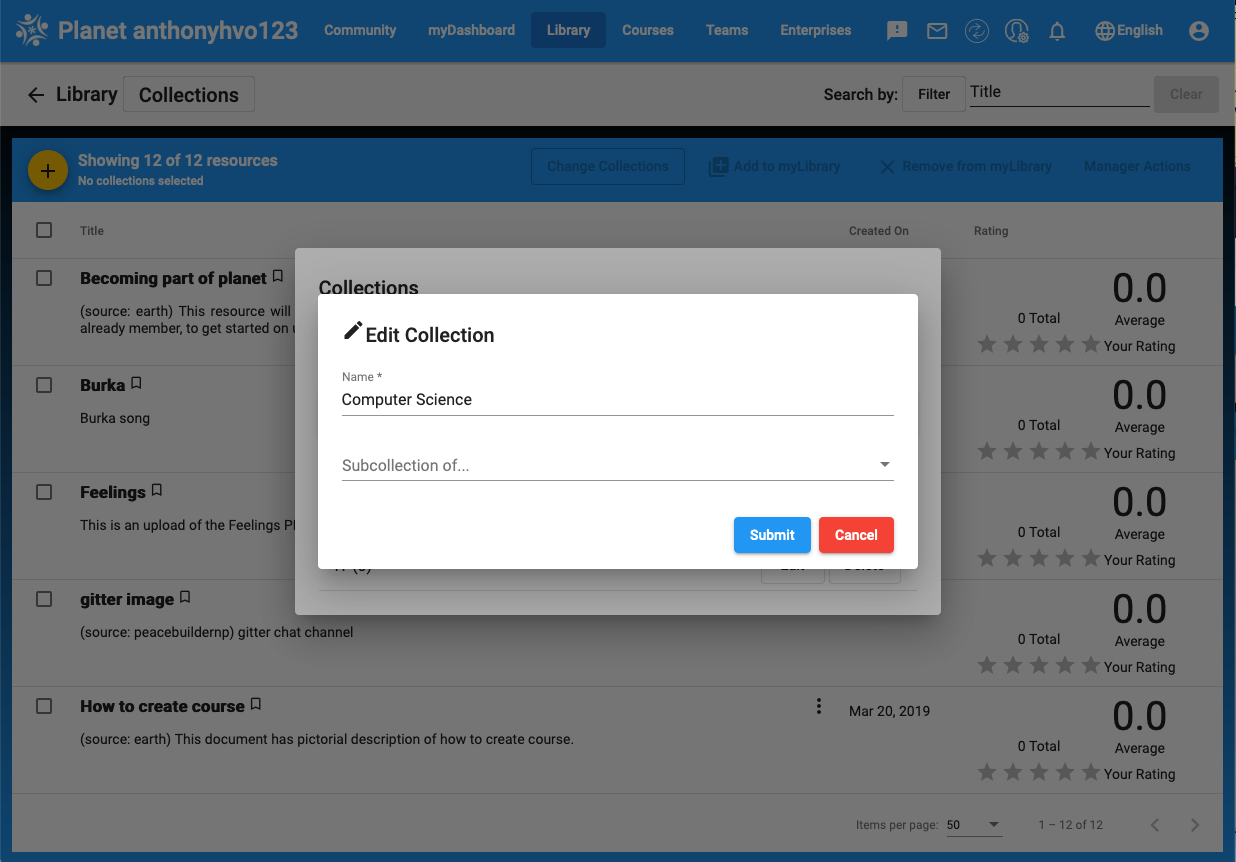 Planet anthonyhvo123 Community myDashboard Library Courses Teams Enterprises English
Library Collections Search by: Filter Title Clear
Showing 12 of 12 resources
No collections selected
Change Collections Add to myLibrary Remove from myLibrary Manager Actions
Title Created On Rating
Becoming part of planet
(source: earth) This resource will
already member, to get started on
0.0
0 Total Average
Your Rating
Collections
Edit Collection
Name *
Computer Science
Subcollection of...
Submit Cancel
Burka
Burka song
0.0
0 Total Average
Your Rating
Feelings
This is an upload of the Feelings
0.0
0 Total Average
Your Rating
Edit Delete
gitter image
(source: peacebuildernp) gitter chat channel
0.0
0 Total Average
Your Rating
How to create course
(source: earth) This document has pictorial description of how to create course.
Mar 20, 2019
0.0
0 Total Average
Your Rating
Items per page: 50 1 – 12 of 12